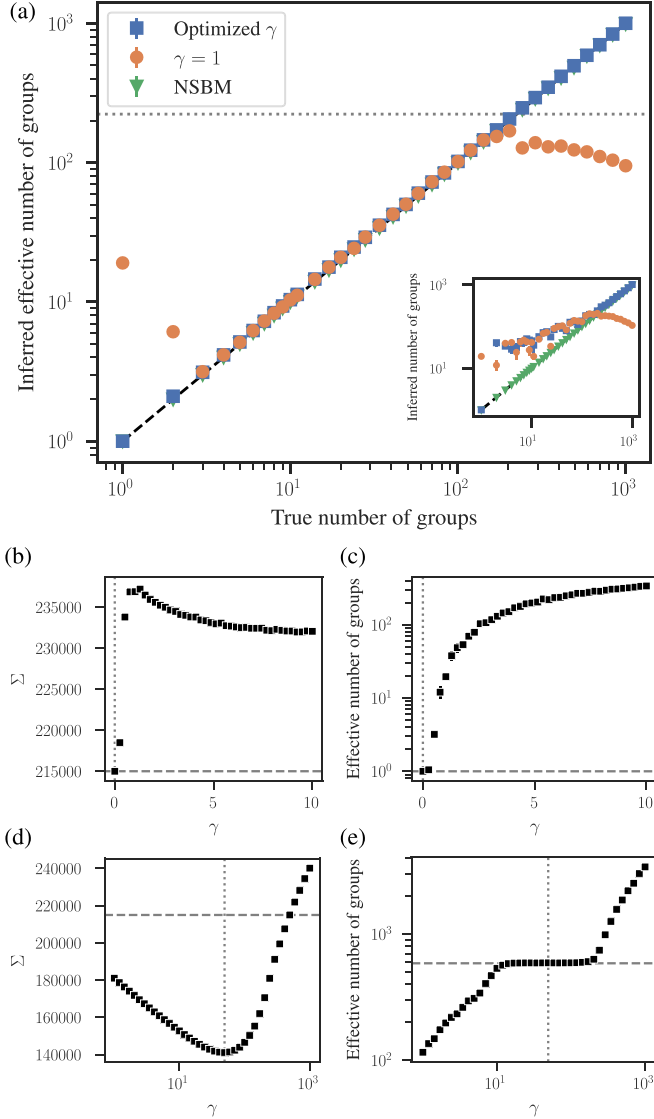 (a)
Optimized γ
γ = 1
NSBM
10³
10²
10¹
10⁰
Inferred effective number of groups
10⁰
10¹
10²
10³
True number of groups
10³
10¹
Inferred number of groups
10¹
10³
(b)
235000
230000
225000
220000
215000
Σ
0
5
10
γ
(c)
10²
10¹
10⁰
Effective number of groups
0
5
10
γ
(d)
240000
220000
200000
180000
160000
140000
Σ
10¹
10³
γ
(e)
10³
10²
Effective number of groups
10¹
10³
γ